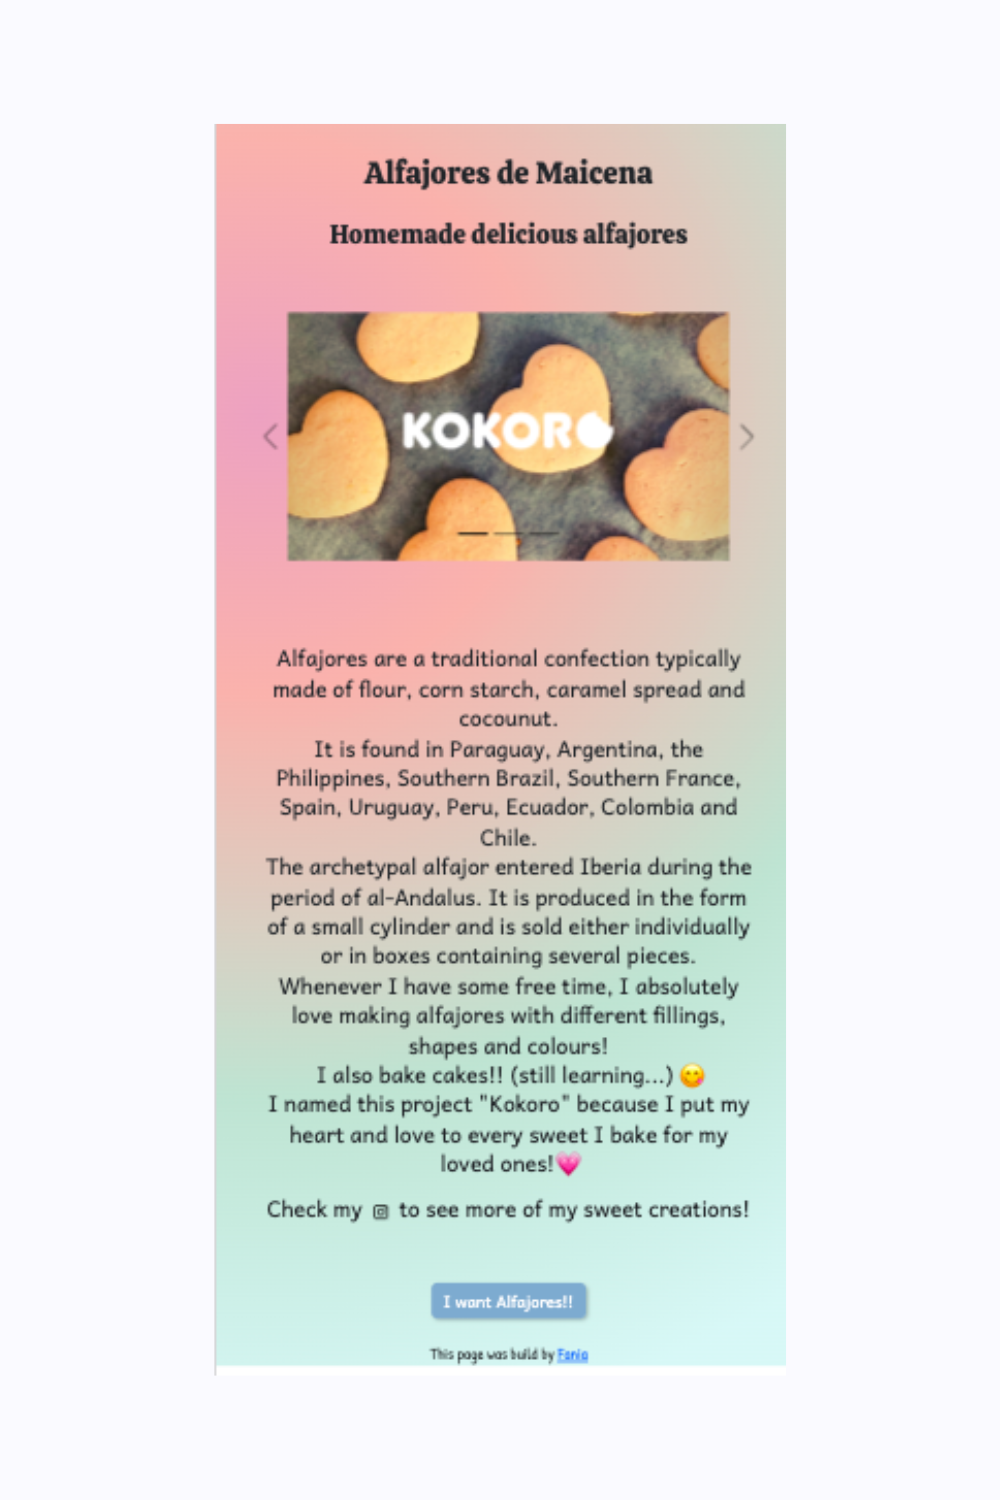 Alfajores de Maicena
Homemade delicious alfajores
KOKORO
Alfajores are a traditional confection typically
made of flour, corn starch, caramel spread and
cocounut.
It is found in Paraguay, Argentina, the
Philippines, Southern Brazil, Southern France,
Spain, Uruguay, Peru, Ecuador, Colombia and
Chile.
The archetypal alfajor entered Iberia during the
period of al-Andalus. It is produced in the form
of a small cylinder and is sold either individually
or in boxes containing several pieces.
Whenever I have some free time, I absolutely
love making alfajores with different fillings,
shapes and colours!
I also bake cakes!! (still learning...) 😋
I named this project "Kokoro" because I put my
heart and love to every sweet I bake for my
loved ones!💗
Check my to see more of my sweet creations!
I want Alfajores!!
This page was build by Fania